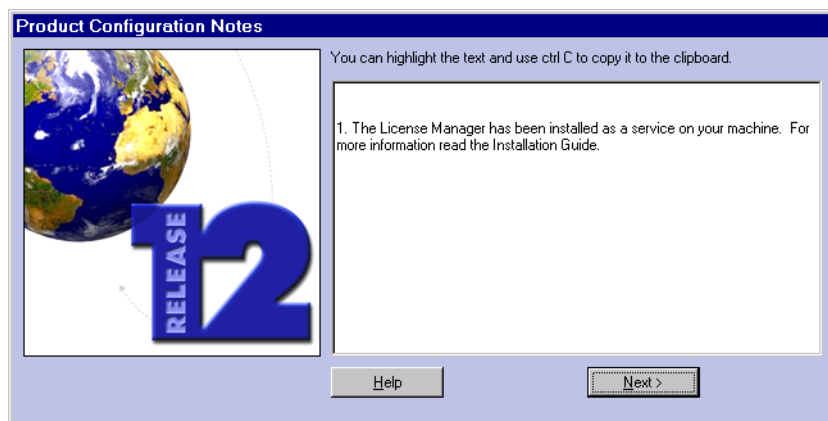 Product Configuration Notes
You can highlight the text and use ctrl C to copy it to the clipboard.
1. The License Manager has been installed as a service on your machine.  For
more information read the Installation Guide.
RELEASE
12
Help
Next >